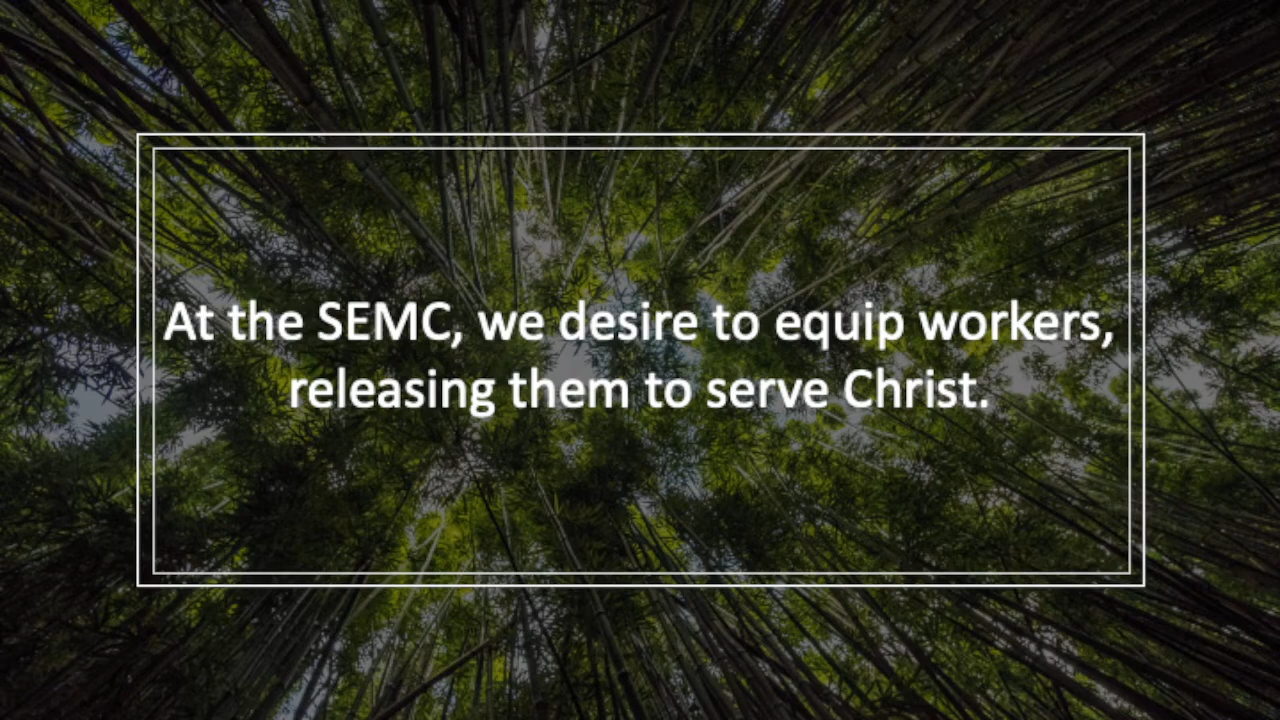 At the SEMC, we desire to equip workers,
releasing them to serve Christ.